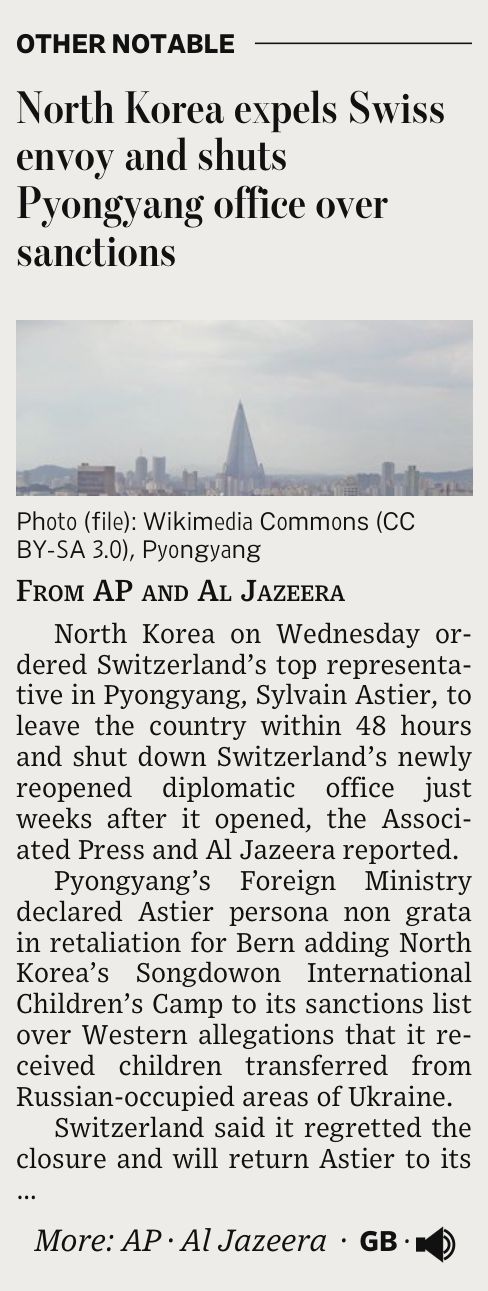 OTHER NOTABLE
North Korea expels Swiss
envoy and shuts
Pyongyang office over
sanctions
Photo (file): Wikimedia Commons (CC
BY-SA 3.0), Pyongyang
FROM AP AND AL JAZEERA
North Korea on Wednesday or-
dered Switzerland’s top representa-
tive in Pyongyang, Sylvain Astier, to
leave the country within 48 hours
and shut down Switzerland’s newly
reopened diplomatic office just
weeks after it opened, the Associ-
ated Press and Al Jazeera reported.
Pyongyang’s Foreign Ministry
declared Astier persona non grata
in retaliation for Bern adding North
Korea’s Songdowon International
Children’s Camp to its sanctions list
over Western allegations that it re-
ceived children transferred from
Russian-occupied areas of Ukraine.
Switzerland said it regretted the
closure and will return Astier to its
...
More: AP · Al Jazeera · GB ·